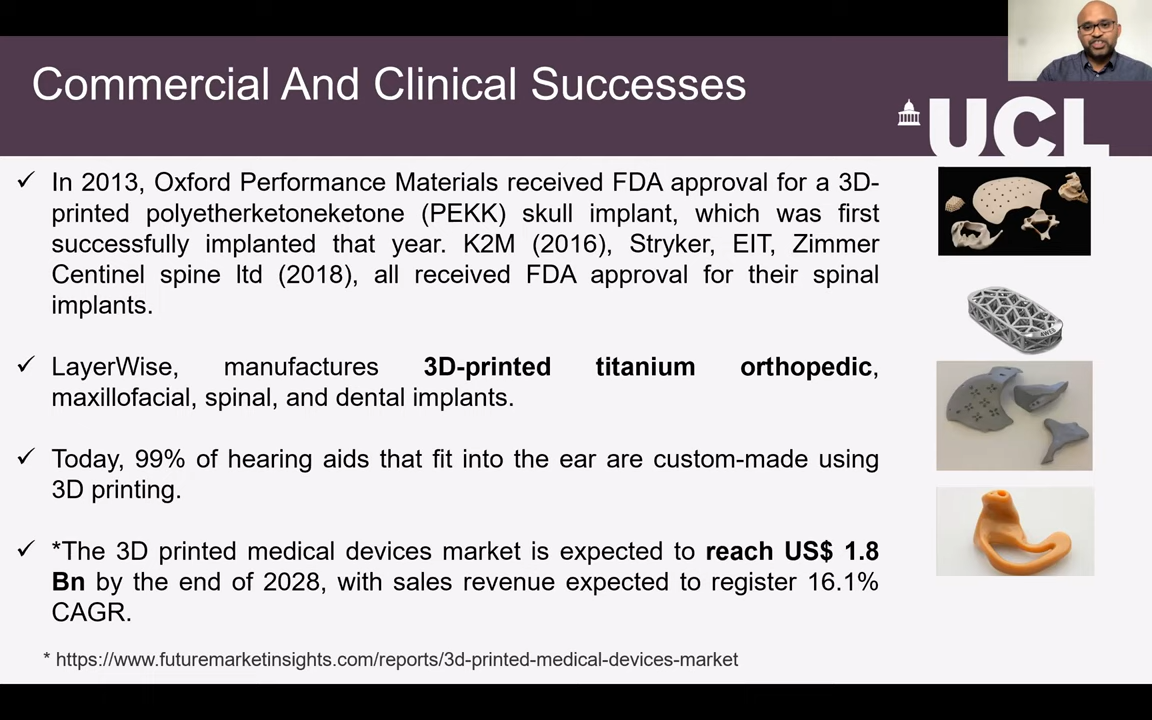 Commercial And Clinical Successes
UCL
✓ In 2013, Oxford Performance Materials received FDA approval for a 3D-
printed polyetherketoneketone (PEKK) skull implant, which was first
successfully implanted that year. K2M (2016), Stryker, EIT, Zimmer
Centinel spine ltd (2018), all received FDA approval for their spinal
implants.
✓ LayerWise, manufactures 3D-printed titanium orthopedic,
maxillofacial, spinal, and dental implants.
✓ Today, 99% of hearing aids that fit into the ear are custom-made using
3D printing.
✓ *The 3D printed medical devices market is expected to reach US$ 1.8
Bn by the end of 2028, with sales revenue expected to register 16.1%
CAGR.
* https://www.futuremarketinsights.com/reports/3d-printed-medical-devices-market